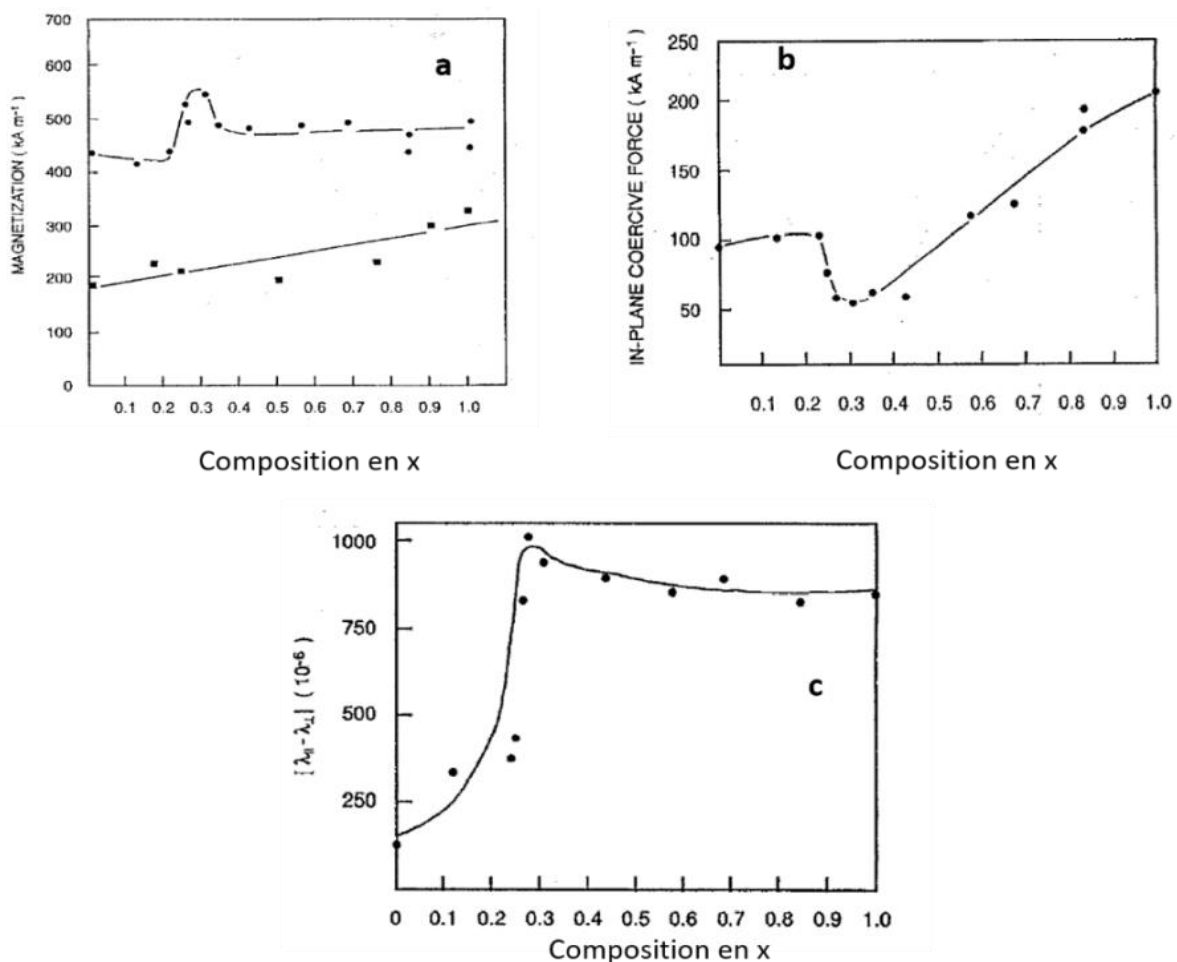 700
600
500
400
300
200
100
0
MAGNETIZATION ( kA m⁻¹ )
a
0.1 0.2 0.3 0.4 0.5 0.6 0.7 0.8 0.9 1.0
Composition en x
250
200
150
100
50
IN-PLANE COERCIVE FORCE ( kA m⁻¹ )
b
0.1 0.2 0.3 0.4 0.5 0.6 0.7 0.8 0.9 1.0
Composition en x
1000
750
500
250
[ λ∥ - λ⊥ ] ( 10⁻⁶ )
c
0 0.1 0.2 0.3 0.4 0.5 0.6 0.7 0.8 0.9 1.0
Composition en x